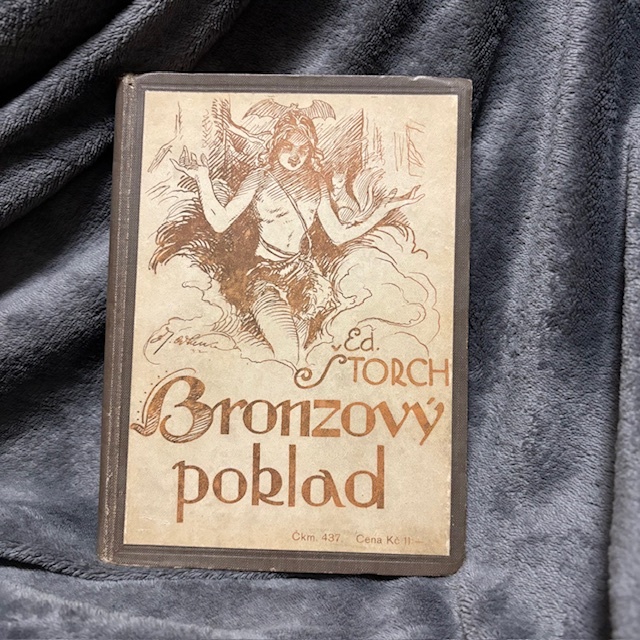 Ed.
STORCH
Bronzový
poklad
Čkm. 437. Cena Kč 11.—